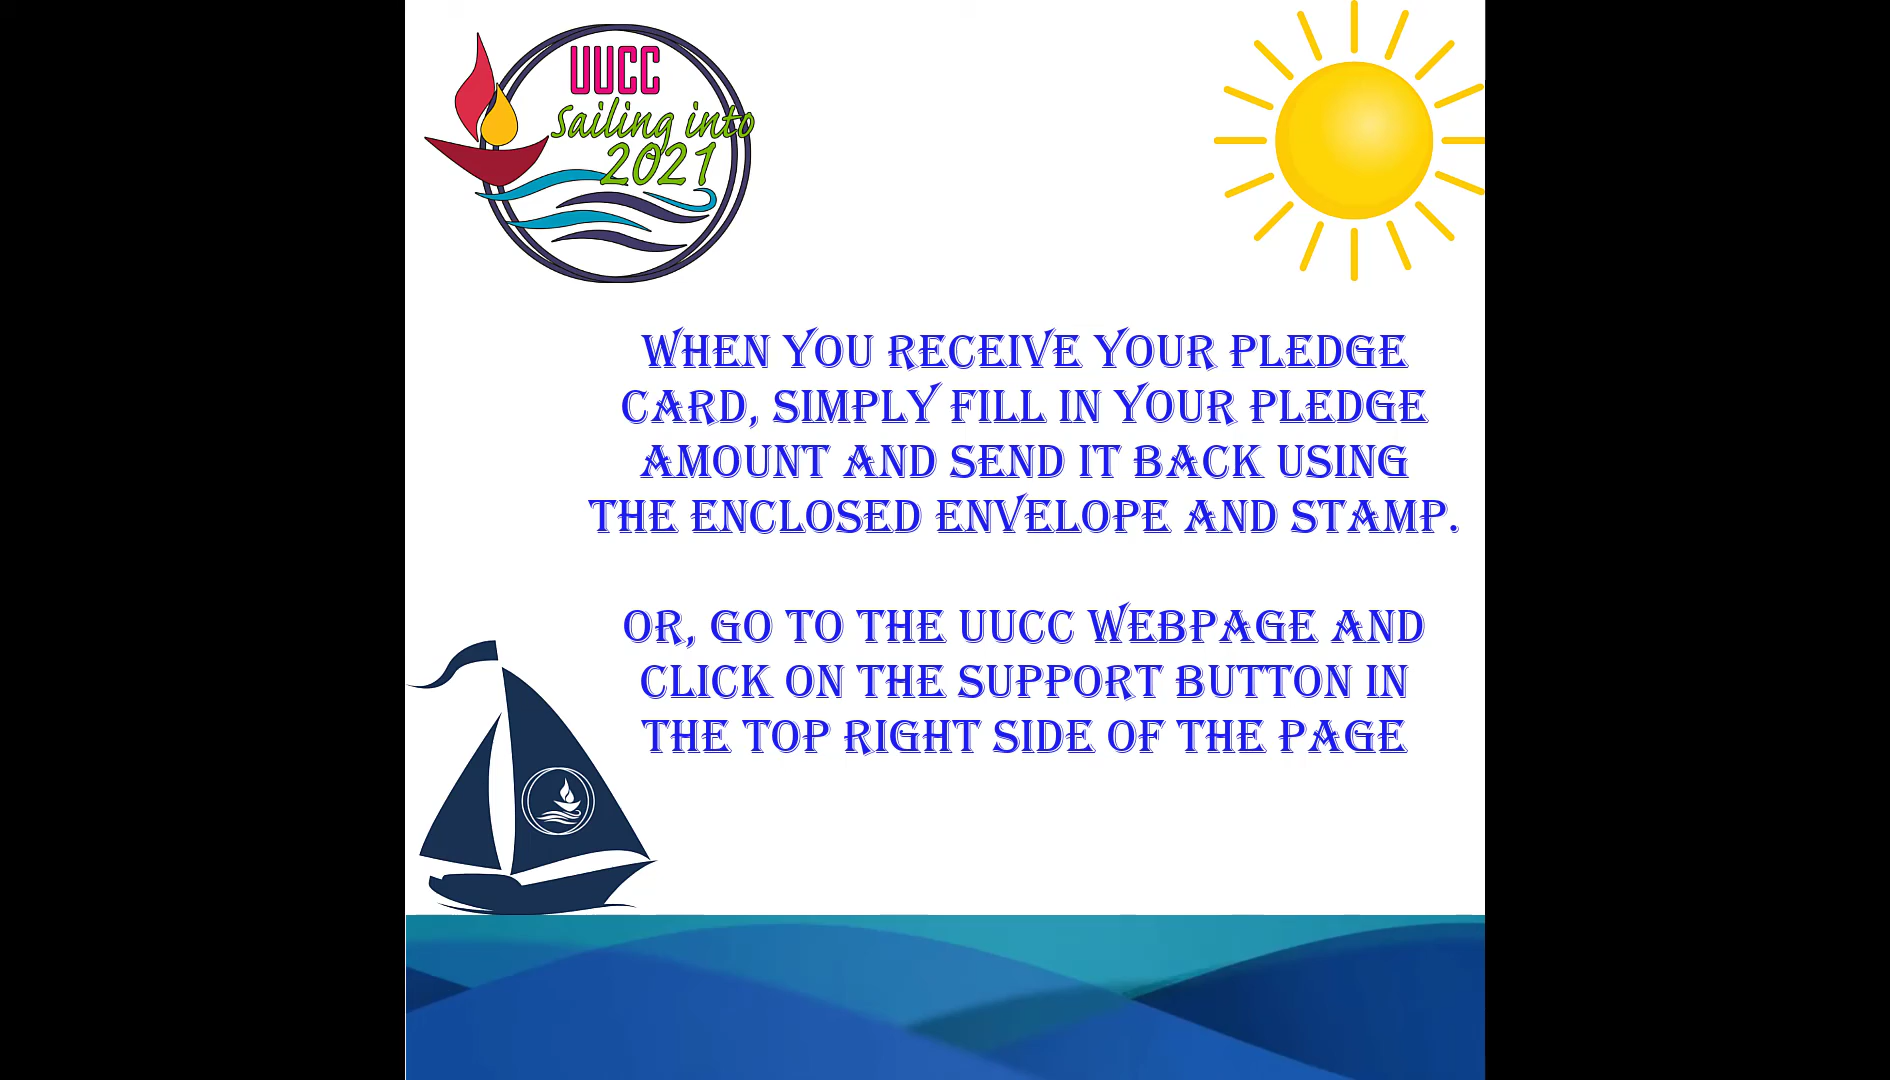 UUCC
Sailing into
2021
WHEN YOU RECEIVE YOUR PLEDGE
CARD, SIMPLY FILL IN YOUR PLEDGE
AMOUNT AND SEND IT BACK USING
THE ENCLOSED ENVELOPE AND STAMP.
OR, GO TO THE UUCC WEBPAGE AND
CLICK ON THE SUPPORT BUTTON IN
THE TOP RIGHT SIDE OF THE PAGE